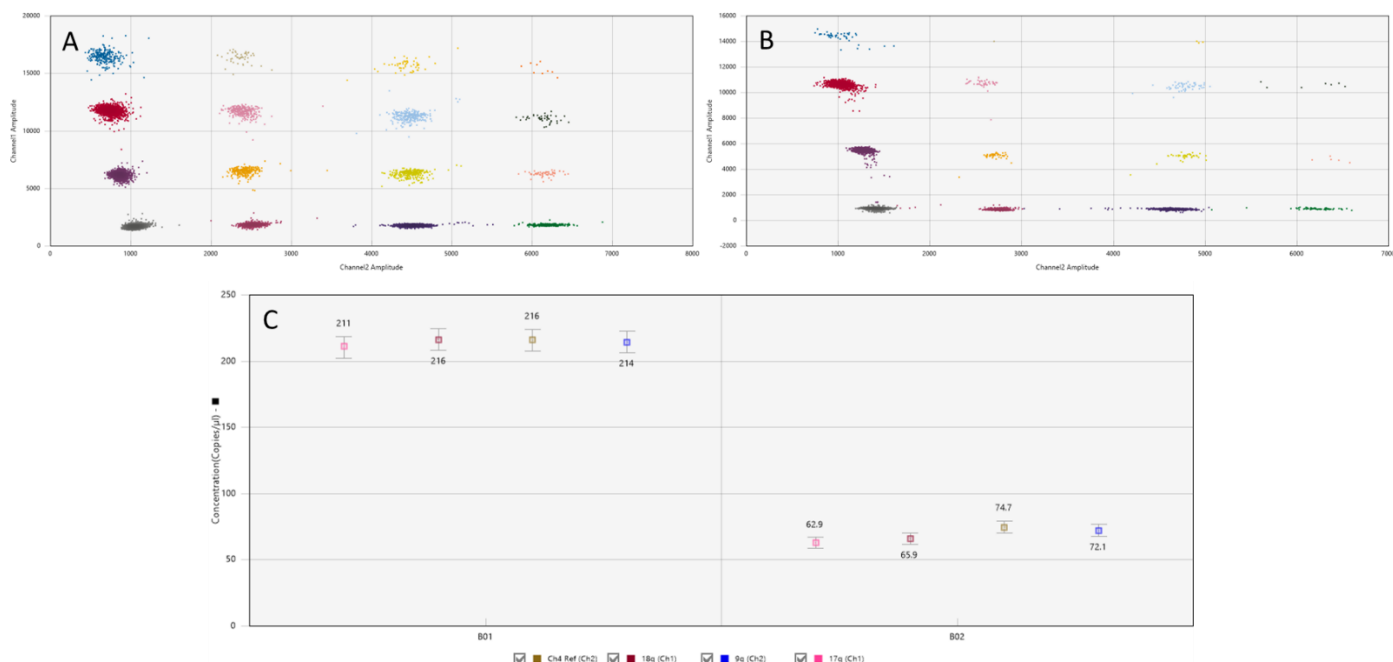 A
20000
15000
10000
5000
0
Channel1 Amplitude
0 1000 2000 3000 4000 5000 6000 7000 8000
Channel2 Amplitude
B
16000
14000
12000
10000
8000
6000
4000
2000
0
-2000
Channel1 Amplitude
0 1000 2000 3000 4000 5000 6000 7000
Channel2 Amplitude
C
250
200
150
100
50
0
Concentration(Copies/µl) - ■
211
216
216
214
62.9
65.9
74.7
72.1
B01 B02
Ch4 Ref (Ch2) 18q (Ch1) 9q (Ch2) 17q (Ch1)